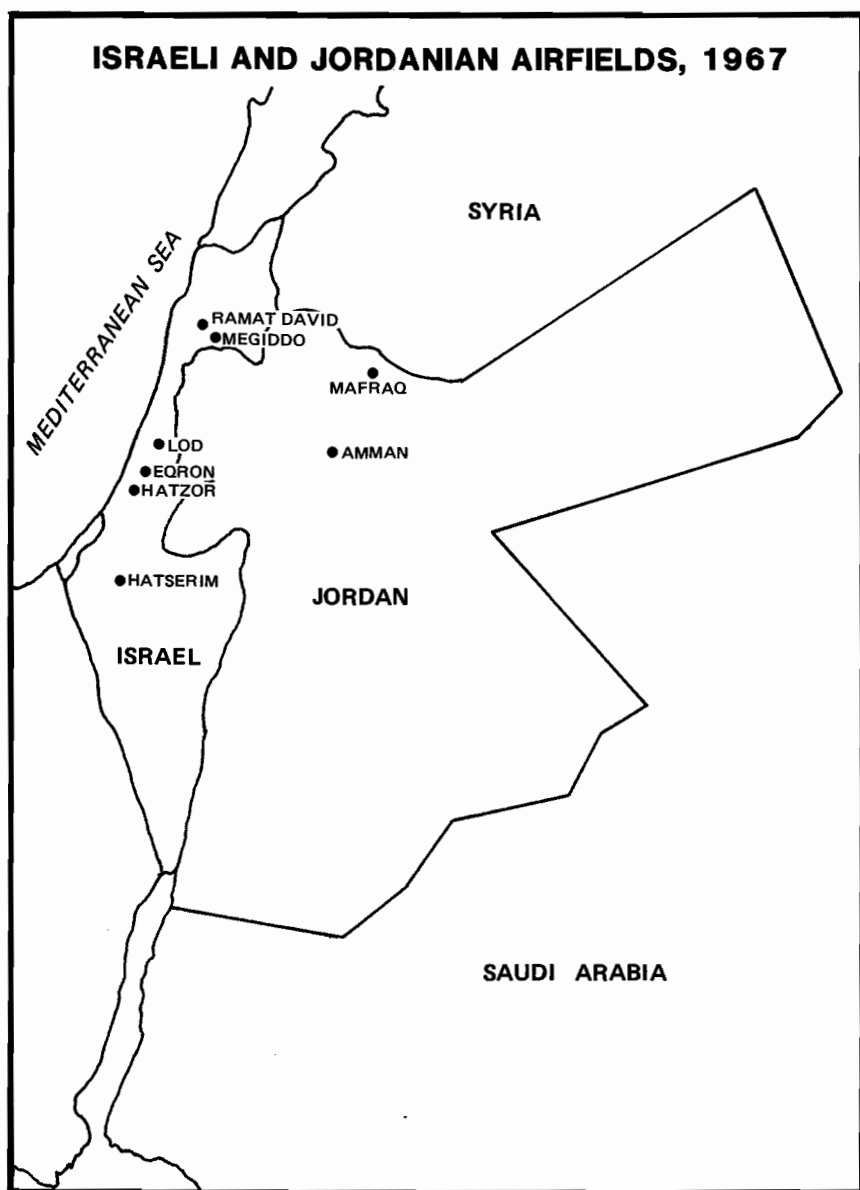 ISRAELI AND JORDANIAN AIRFIELDS, 1967
SYRIA
MEDITERRANEAN SEA
RAMAT DAVID
MEGIDDO
MAFRAQ
LOD
AMMAN
EQRON
HATZOR
HATSERIM
JORDAN
ISRAEL
SAUDI ARABIA